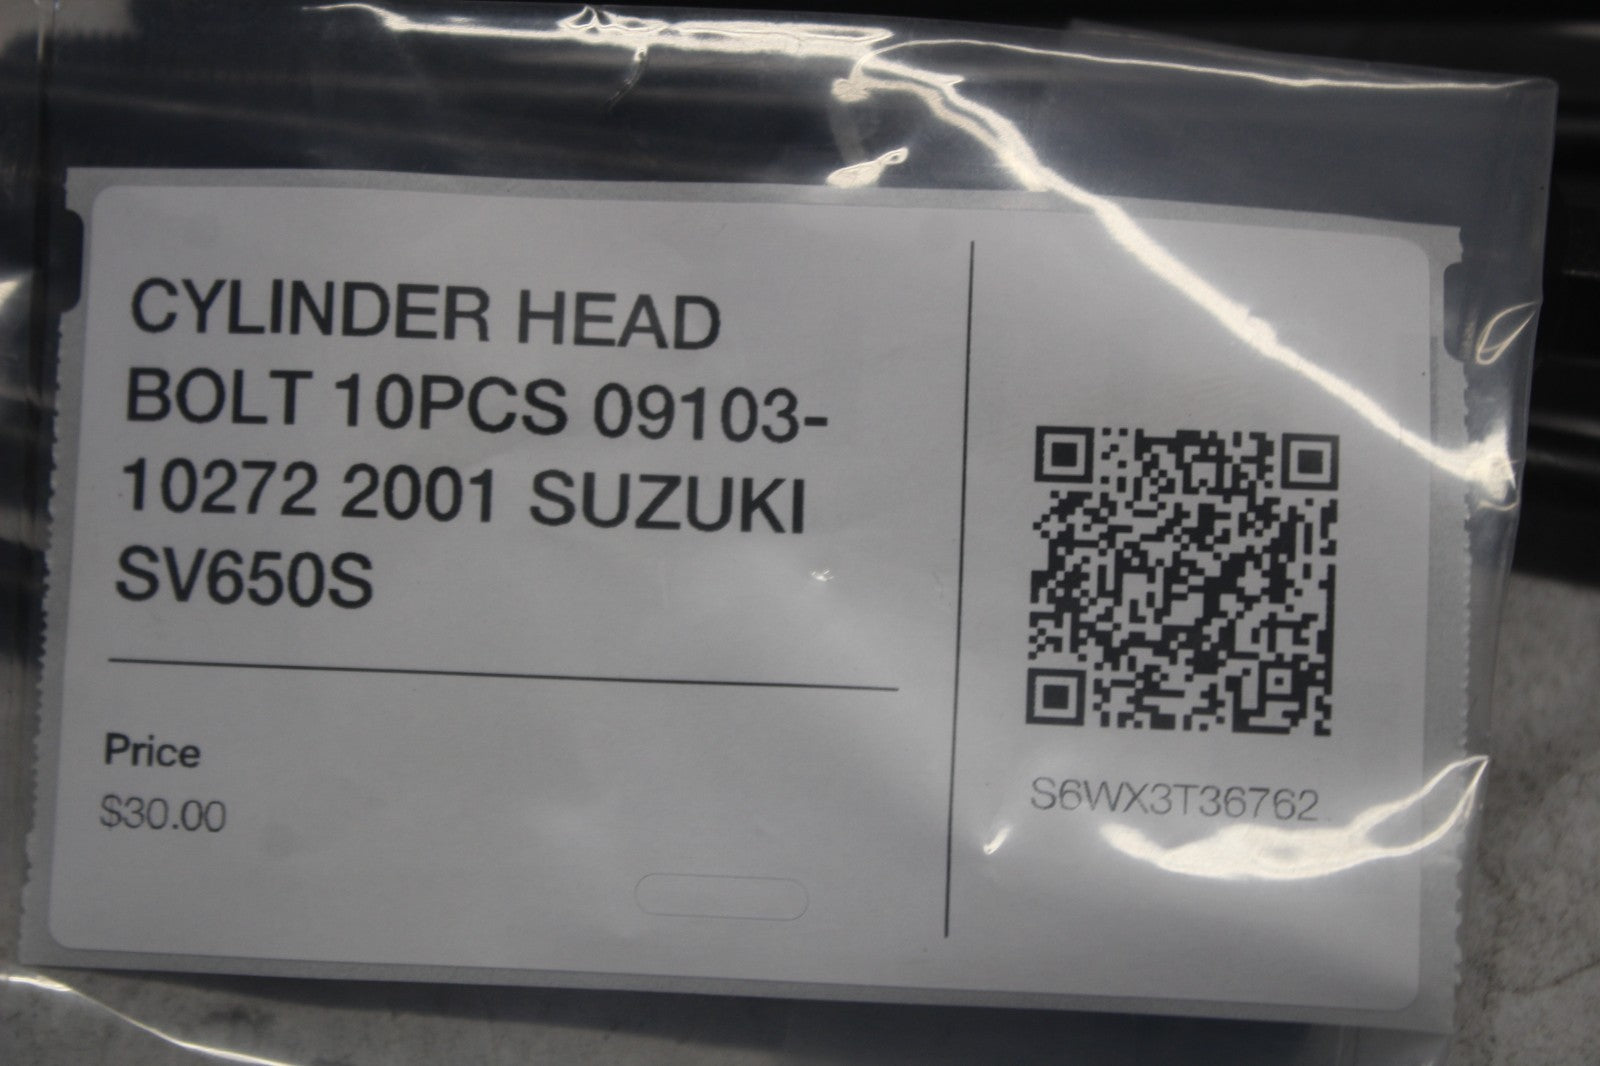 CYLINDER HEAD
BOLT 10PCS 09103-
10272 2001 SUZUKI
SV650S
Price
$30.00
S6WX3T36762